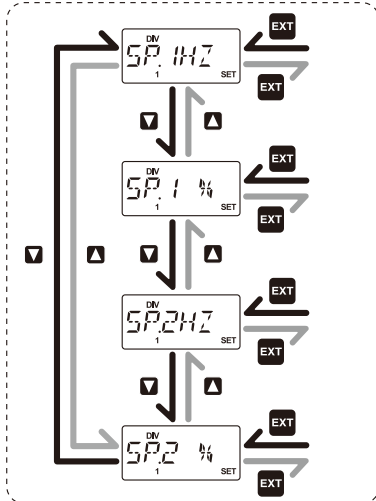 EXT
DIV
SP. 1HZ
1 SET
EXT
EXT
DIV
SP. 1 %
1 SET
EXT
EXT
DIV
SP.2HZ
1 SET
EXT
EXT
DIV
SP.2 %
1 SET
EXT